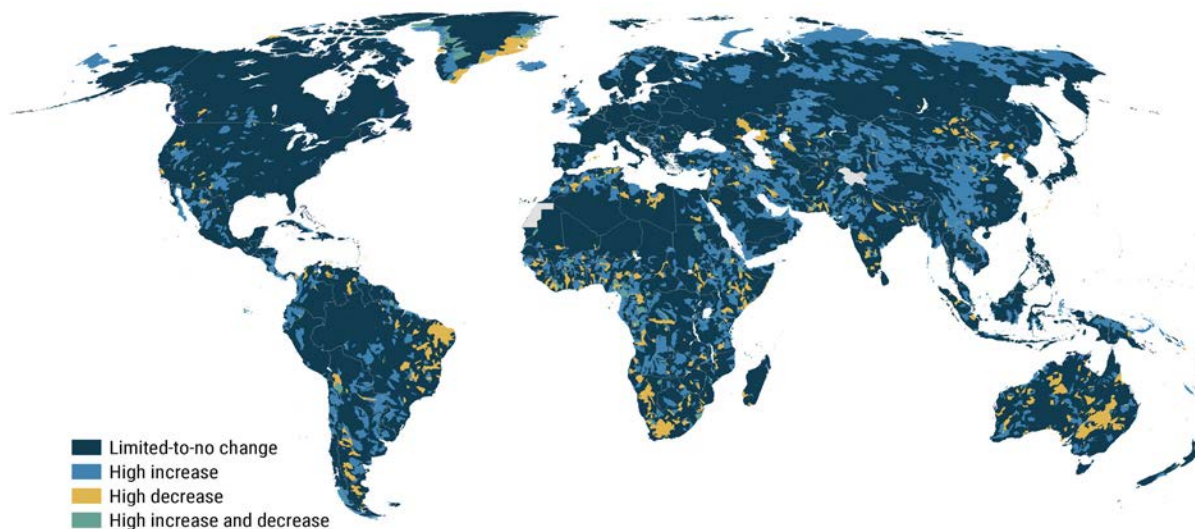 Limited-to-no change
High increase
High decrease
High increase and decrease